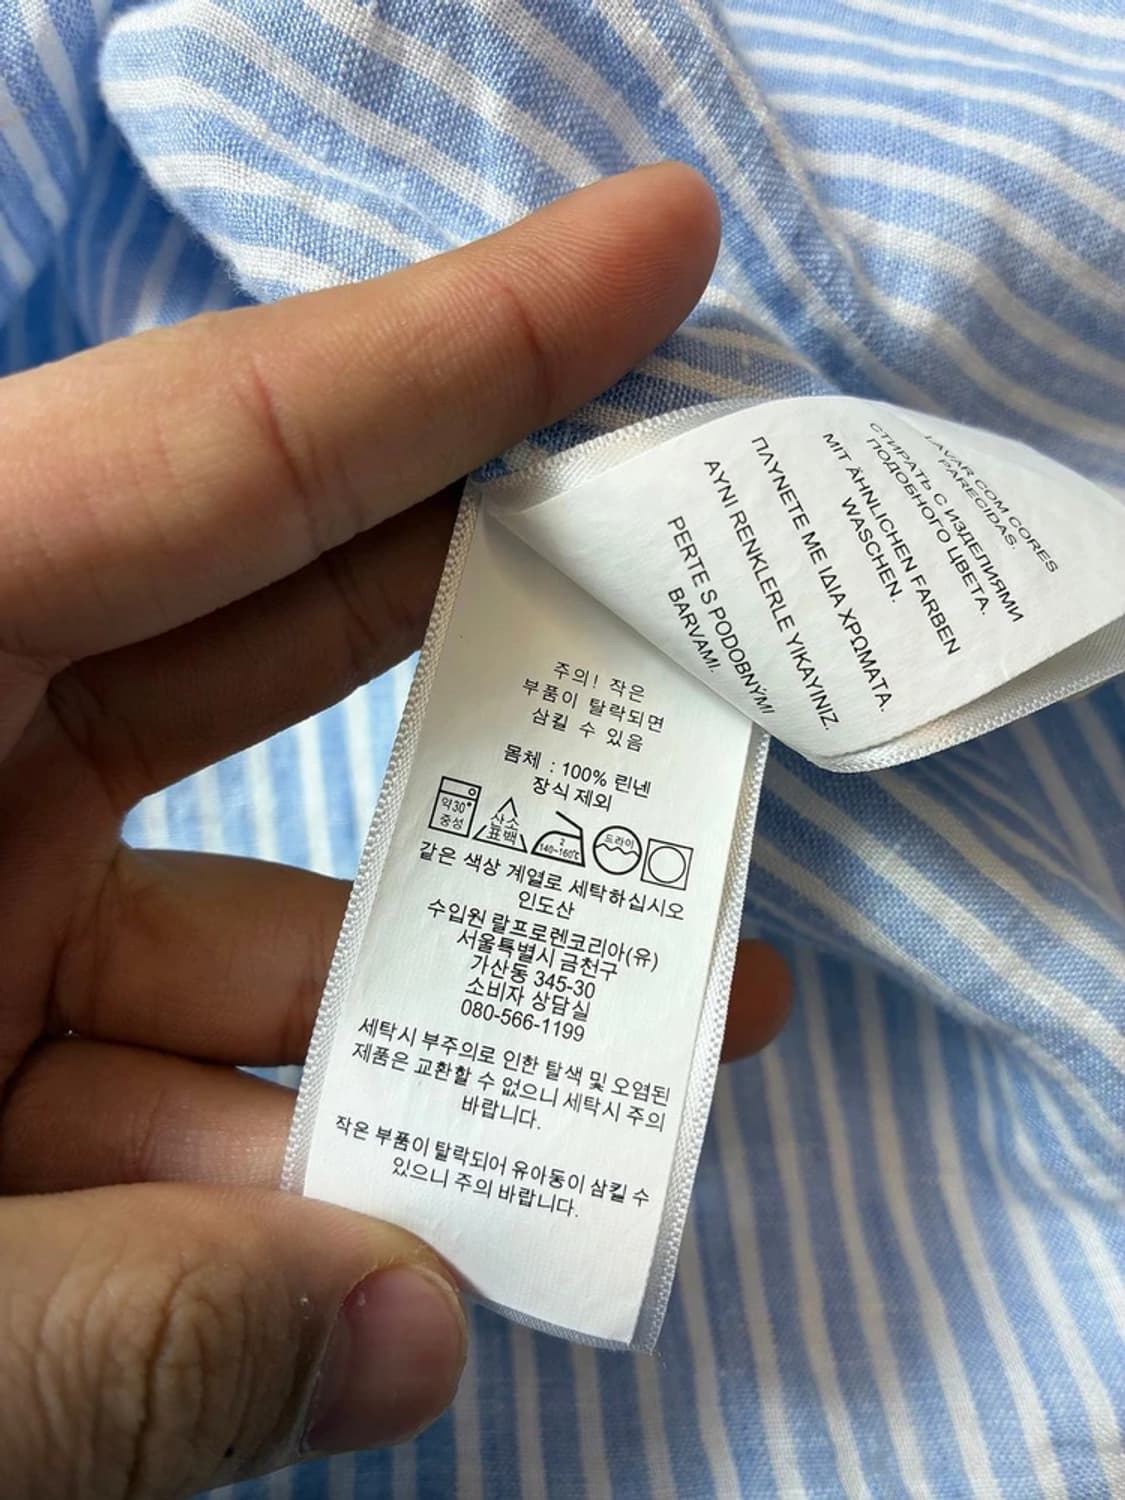 LAVAR COM CORES
PARECIDAS.
СТИРАТЬ С ИЗДЕЛИЯМИ
ПОДОБНОГО ЦВЕТА.
MIT ÄHNLICHEN FARBEN
WASCHEN.
ΠΛΥΝΕΤΕ ΜΕ ΙΔΙΑ ΧΡΩΜΑΤΑ.
AYNI RENKLERLE YIKAYINIZ.
PERTE S PODOBNÝMI
BARVAMI.
주의! 작은
부품이 탈락되면
삼킬 수 있음
몸체 : 100% 린넨
장식 제외
약30°
중성
산소
표백
2
140~160℃
드라이
같은 색상 계열로 세탁하십시오
인도산
수입원 랄프로렌코리아(유)
서울특별시 금천구
가산동 345-30
소비자 상담실
080-566-1199
세탁시 부주의로 인한 탈색 및 오염된
제품은 교환할 수 없으니 세탁시 주의
바랍니다.
작은 부품이 탈락되어 유아동이 삼킬 수
있으니 주의 바랍니다.